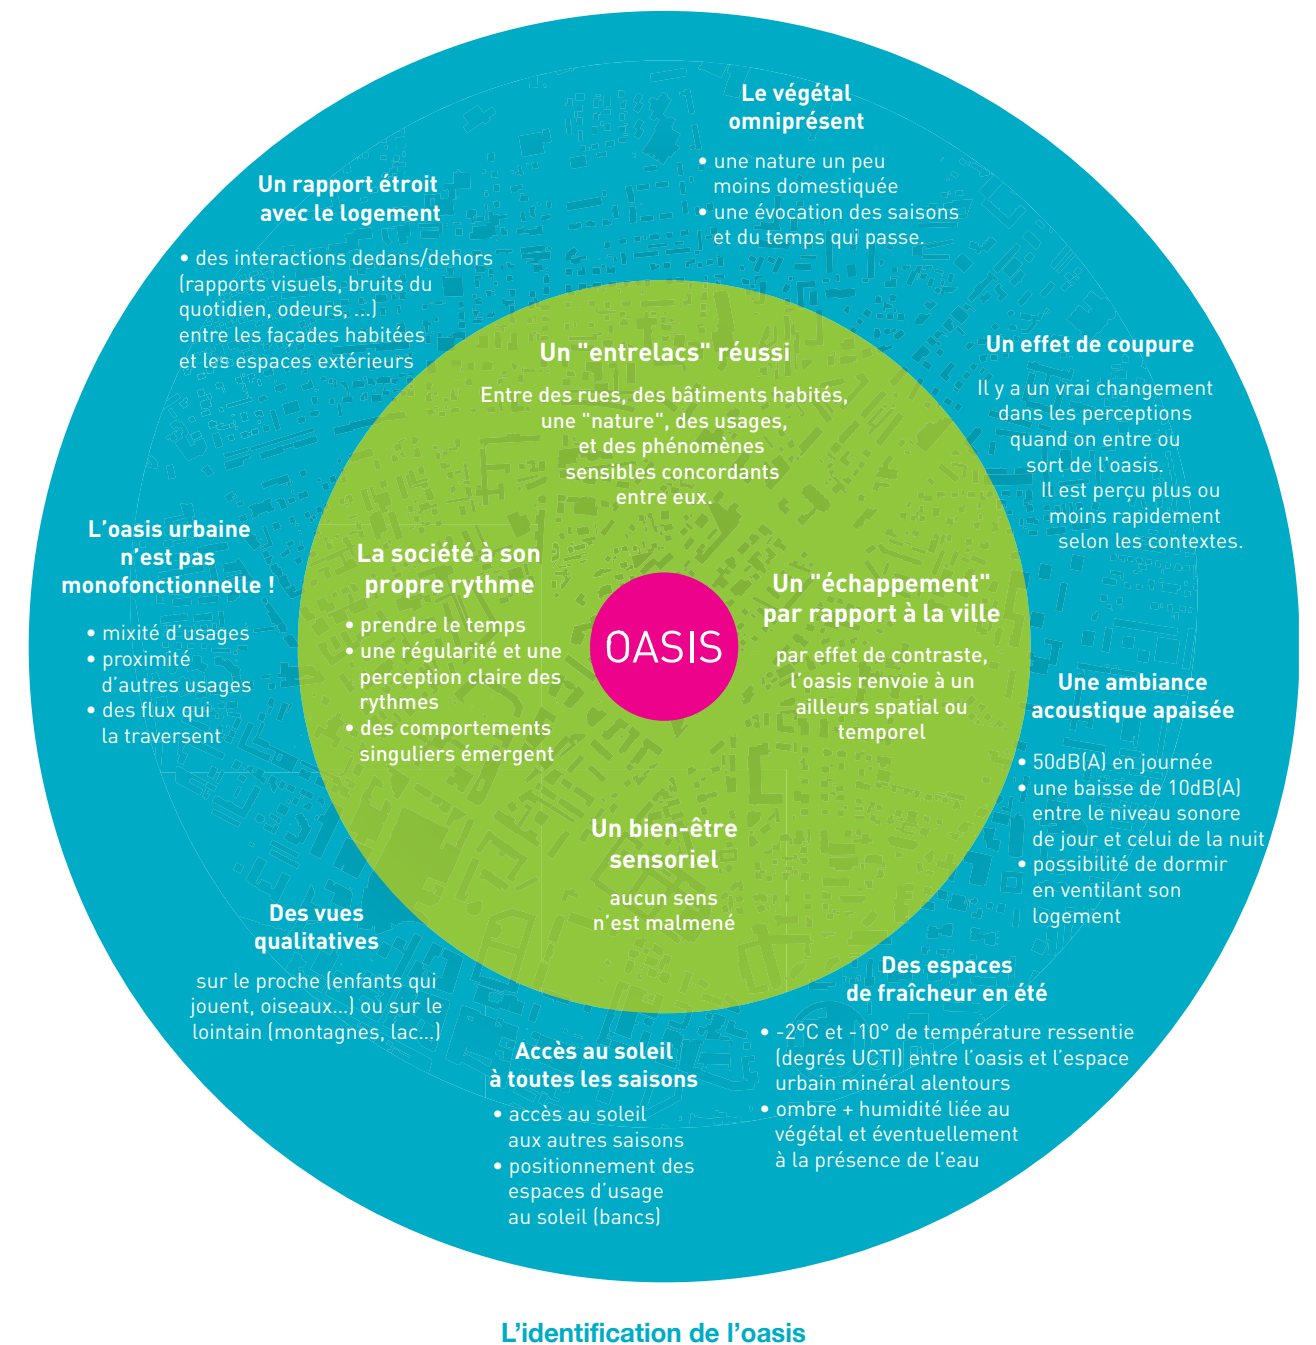 Le végétal
omniprésent
• une nature un peu
moins domestiquée
• une évocation des saisons
et du temps qui passe.
Un rapport étroit
avec le logement
• des interactions dedans/dehors
(rapports visuels, bruits du
quotidien, odeurs, ...)
entre les façades habitées
et les espaces extérieurs
Un effet de coupure
Il y a un vrai changement
dans les perceptions
quand on entre ou
sort de l'oasis.
Il est perçu plus ou
moins rapidement
selon les contextes.
Un "entrelacs" réussi
Entre des rues, des bâtiments habités,
une "nature", des usages,
et des phénomènes
sensibles concordants
entre eux.
L'oasis urbaine
n'est pas
monofonctionnelle !
• mixité d'usages
• proximité
d'autres usages
• des flux qui
la traversent
La société à son
propre rythme
• prendre le temps
• une régularité et une
perception claire des
rythmes
• des comportements
singuliers émergent
OASIS
Un "échappement"
par rapport à la ville
par effet de contraste,
l'oasis renvoie à un
ailleurs spatial ou
temporel
Une ambiance
acoustique apaisée
• 50dB(A) en journée
• une baisse de 10dB(A)
entre le niveau sonore
de jour et celui de la nuit
• possibilité de dormir
en ventilant son
logement
Un bien-être
sensoriel
aucun sens
n'est malmené
Des vues
qualitatives
sur le proche (enfants qui
jouent, oiseaux...) ou sur le
lointain (montagnes, lac...)
Des espaces
de fraîcheur en été
• -2°C et -10° de température ressentie
(degrés UCTI) entre l'oasis et l'espace
urbain minéral alentours
• ombre + humidité liée au
végétal et éventuellement
à la présence de l'eau
Accès au soleil
à toutes les saisons
• accès au soleil
aux autres saisons
• positionnement des
espaces d'usage
au soleil (bancs)
L'identification de l'oasis